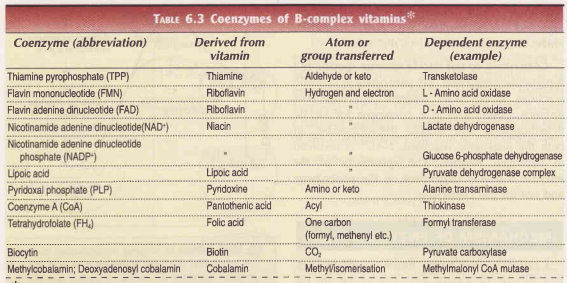 TABLE 6.3 Coenzymes of B-complex vitamins*
Coenzyme (abbreviation) Derived from vitamin Atom or group transferred Dependent enzyme (example)
Thiamine pyrophosphate (TPP) Thiamine Aldehyde or keto Transketolase
Flavin mononucleotide (FMN) Riboflavin Hydrogen and electron L - Amino acid oxidase
Flavin adenine dinucleotide (FAD) Riboflavin " D - Amino acid oxidase
Nicotinamide adenine dinucleotide(NAD⁺) Niacin " Lactate dehydrogenase
Nicotinamide adenine dinucleotide
phosphate (NADP⁺) " " Glucose 6-phosphate dehydrogenase
Lipoic acid Lipoic acid " Pyruvate dehydrogenase complex
Pyridoxal phosphate (PLP) Pyridoxine Amino or keto Alanine transaminase
Coenzyme A (CoA) Pantothenic acid Acyl Thiokinase
Tetrahydrofolate (FH₄) Folic acid One carbon Formyl transferase
(formyl, methenyl etc.)
Biocytin Biotin CO₂ Pyruvate carboxylase
Methylcobalamin; Deoxyadenosyl cobalamin Cobalamin Methyl/isomerisation Methylmalonyl CoA mutase